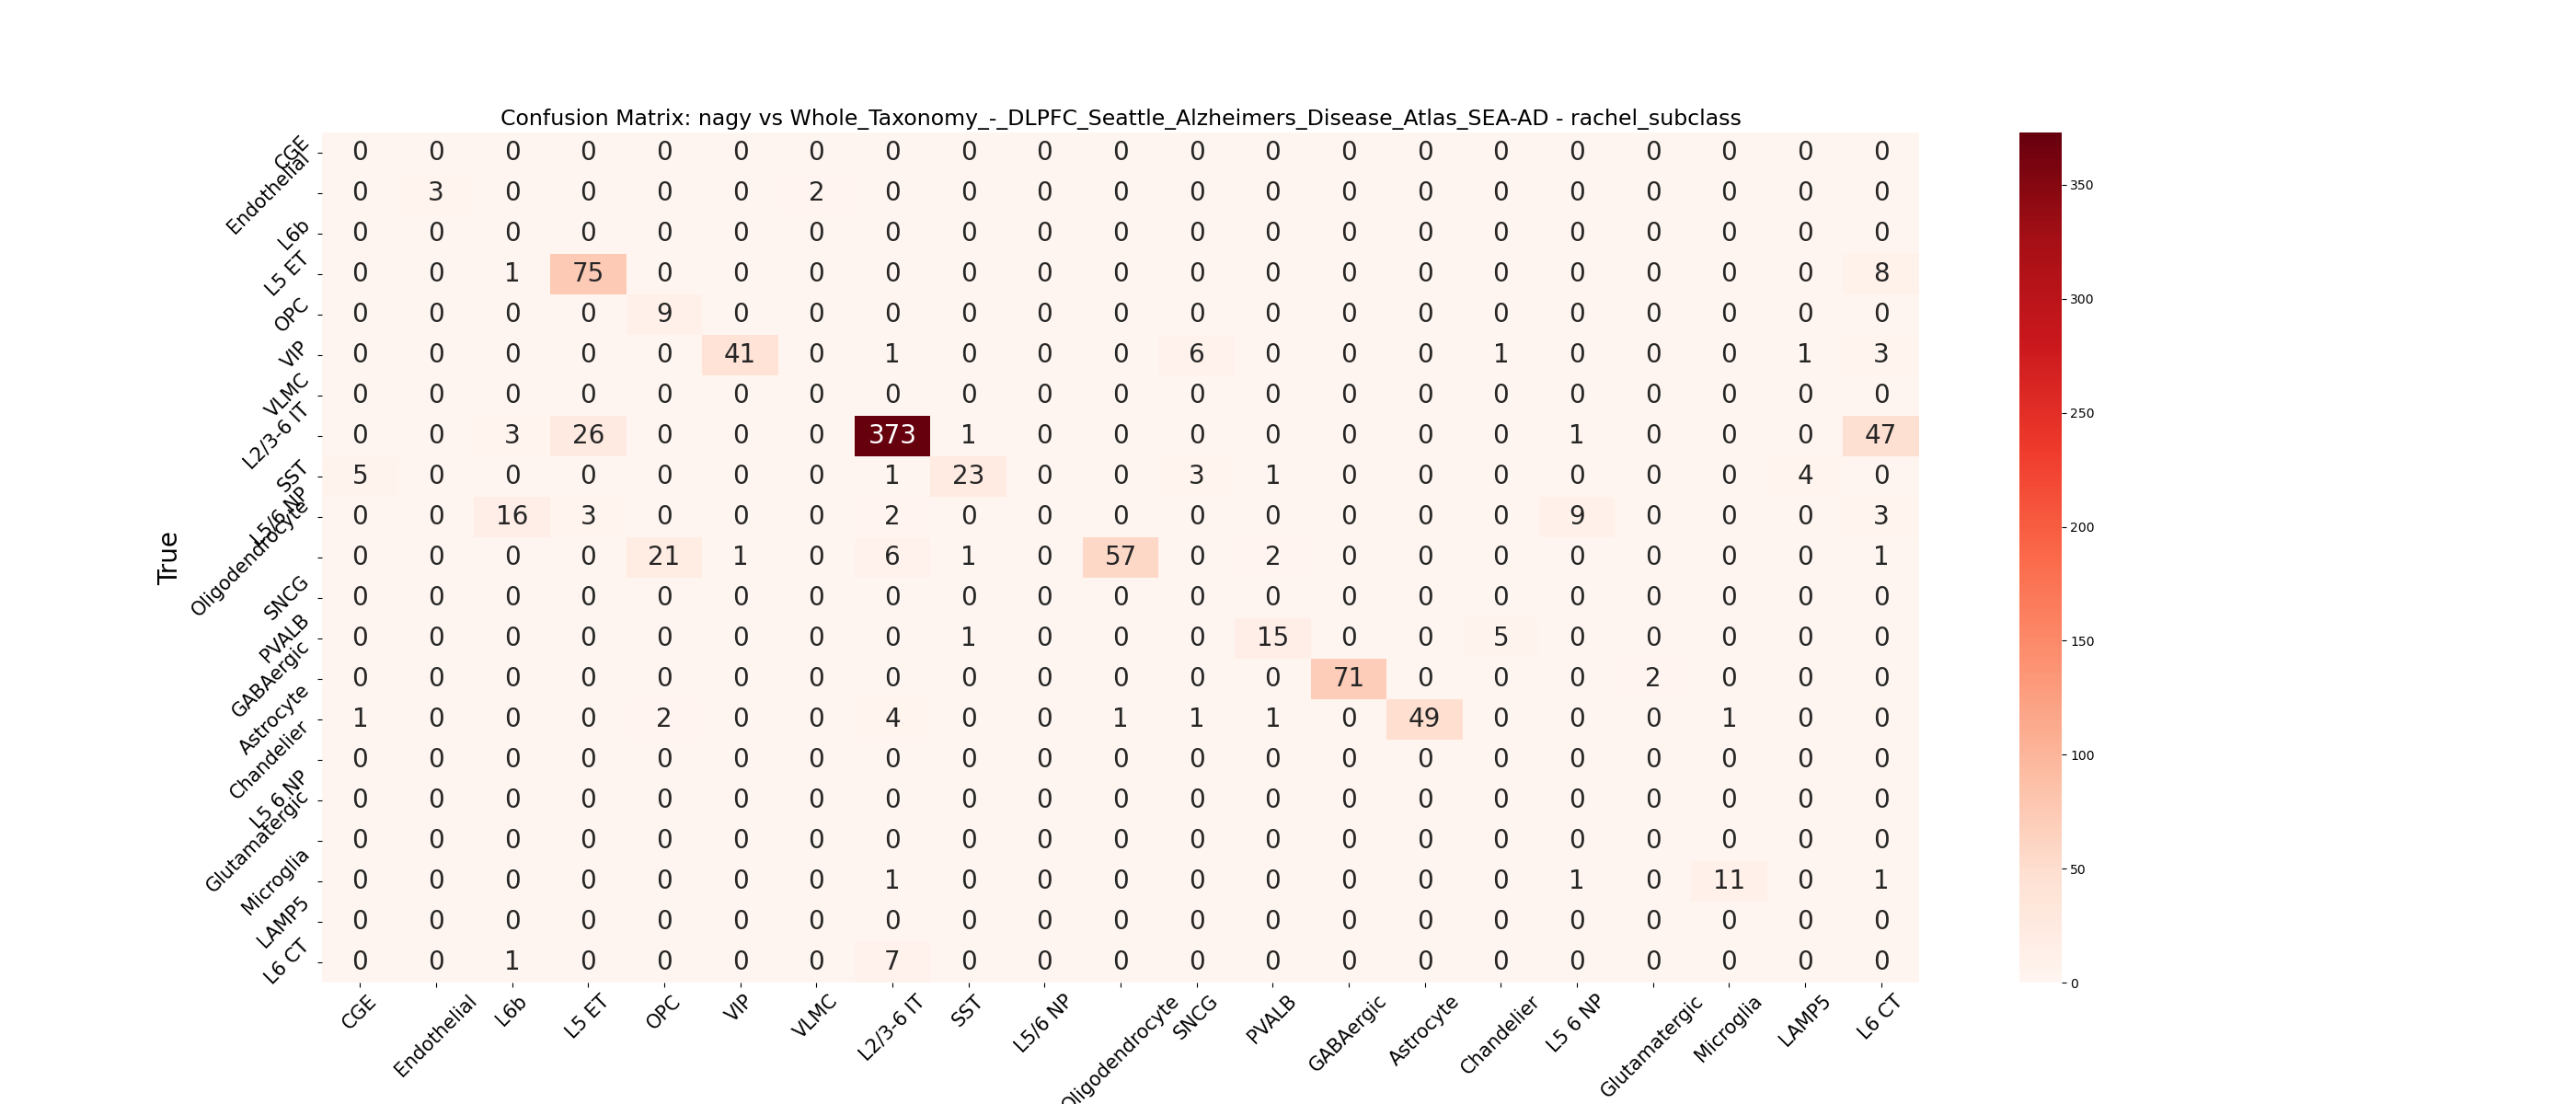 Confusion Matrix: nagy vs Whole_Taxonomy_-_DLPFC_Seattle_Alzheimers_Disease_Atlas_SEA-AD - rachel_subclass
True
CGE 0 0 0 0 0 0 0 0 0 0 0 0 0 0 0 0 0 0 0 0 0
Endothelial 0 3 0 0 0 0 2 0 0 0 0 0 0 0 0 0 0 0 0 0 0
L6b 0 0 0 0 0 0 0 0 0 0 0 0 0 0 0 0 0 0 0 0 0
L5 ET 0 0 1 75 0 0 0 0 0 0 0 0 0 0 0 0 0 0 0 0 8
OPC 0 0 0 0 9 0 0 0 0 0 0 0 0 0 0 0 0 0 0 0 0
VIP 0 0 0 0 0 41 0 1 0 0 0 6 0 0 0 1 0 0 0 1 3
VLMC 0 0 0 0 0 0 0 0 0 0 0 0 0 0 0 0 0 0 0 0 0
L2/3-6 IT 0 0 3 26 0 0 0 373 1 0 0 0 0 0 0 0 1 0 0 0 47
SST 5 0 0 0 0 0 0 1 23 0 0 3 1 0 0 0 0 0 0 4 0
L5/6 NP 0 0 16 3 0 0 0 2 0 0 0 0 0 0 0 0 9 0 0 0 3
Oligodendrocyte 0 0 0 0 21 1 0 6 1 0 57 0 2 0 0 0 0 0 0 0 1
SNCG 0 0 0 0 0 0 0 0 0 0 0 0 0 0 0 0 0 0 0 0 0
PVALB 0 0 0 0 0 0 0 0 1 0 0 0 15 0 0 5 0 0 0 0 0
GABAergic 0 0 0 0 0 0 0 0 0 0 0 0 0 71 0 0 0 2 0 0 0
Astrocyte 1 0 0 0 2 0 0 4 0 0 1 1 1 0 49 0 0 0 1 0 0
Chandelier 0 0 0 0 0 0 0 0 0 0 0 0 0 0 0 0 0 0 0 0 0
L5 6 NP 0 0 0 0 0 0 0 0 0 0 0 0 0 0 0 0 0 0 0 0 0
Glutamatergic 0 0 0 0 0 0 0 0 0 0 0 0 0 0 0 0 0 0 0 0 0
Microglia 0 0 0 0 0 0 0 1 0 0 0 0 0 0 0 0 1 0 11 0 1
LAMP5 0 0 0 0 0 0 0 0 0 0 0 0 0 0 0 0 0 0 0 0 0
L6 CT 0 0 1 0 0 0 0 7 0 0 0 0 0 0 0 0 0 0 0 0 0
CGE Endothelial L6b L5 ET OPC VIP VLMC L2/3-6 IT SST L5/6 NP Oligodendrocyte SNCG PVALB GABAergic Astrocyte Chandelier L5 6 NP Glutamatergic Microglia LAMP5 L6 CT
350
300
250
200
150
100
50
0